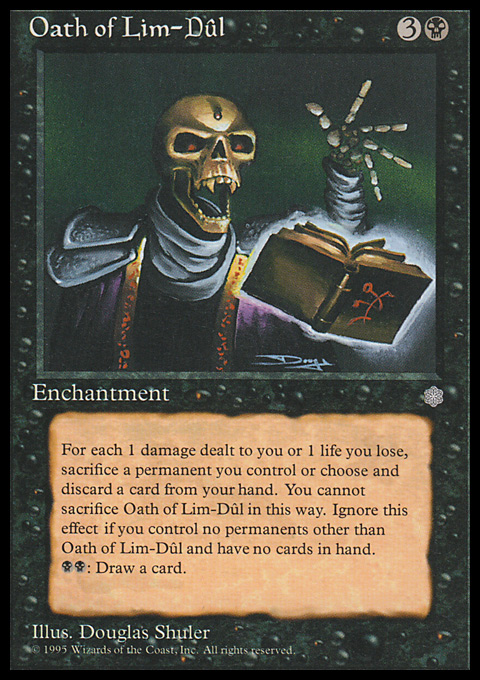 Oath of Lim-Dûl
3
Doug
Enchantment
For each 1 damage dealt to you or 1 life you lose,
sacrifice a permanent you control or choose and
discard a card from your hand. You cannot
sacrifice Oath of Lim-Dûl in this way. Ignore this
effect if you control no permanents other than
Oath of Lim-Dûl and have no cards in hand.
: Draw a card.
Illus. Douglas Shuler
© 1995 Wizards of the Coast, Inc. All rights reserved.